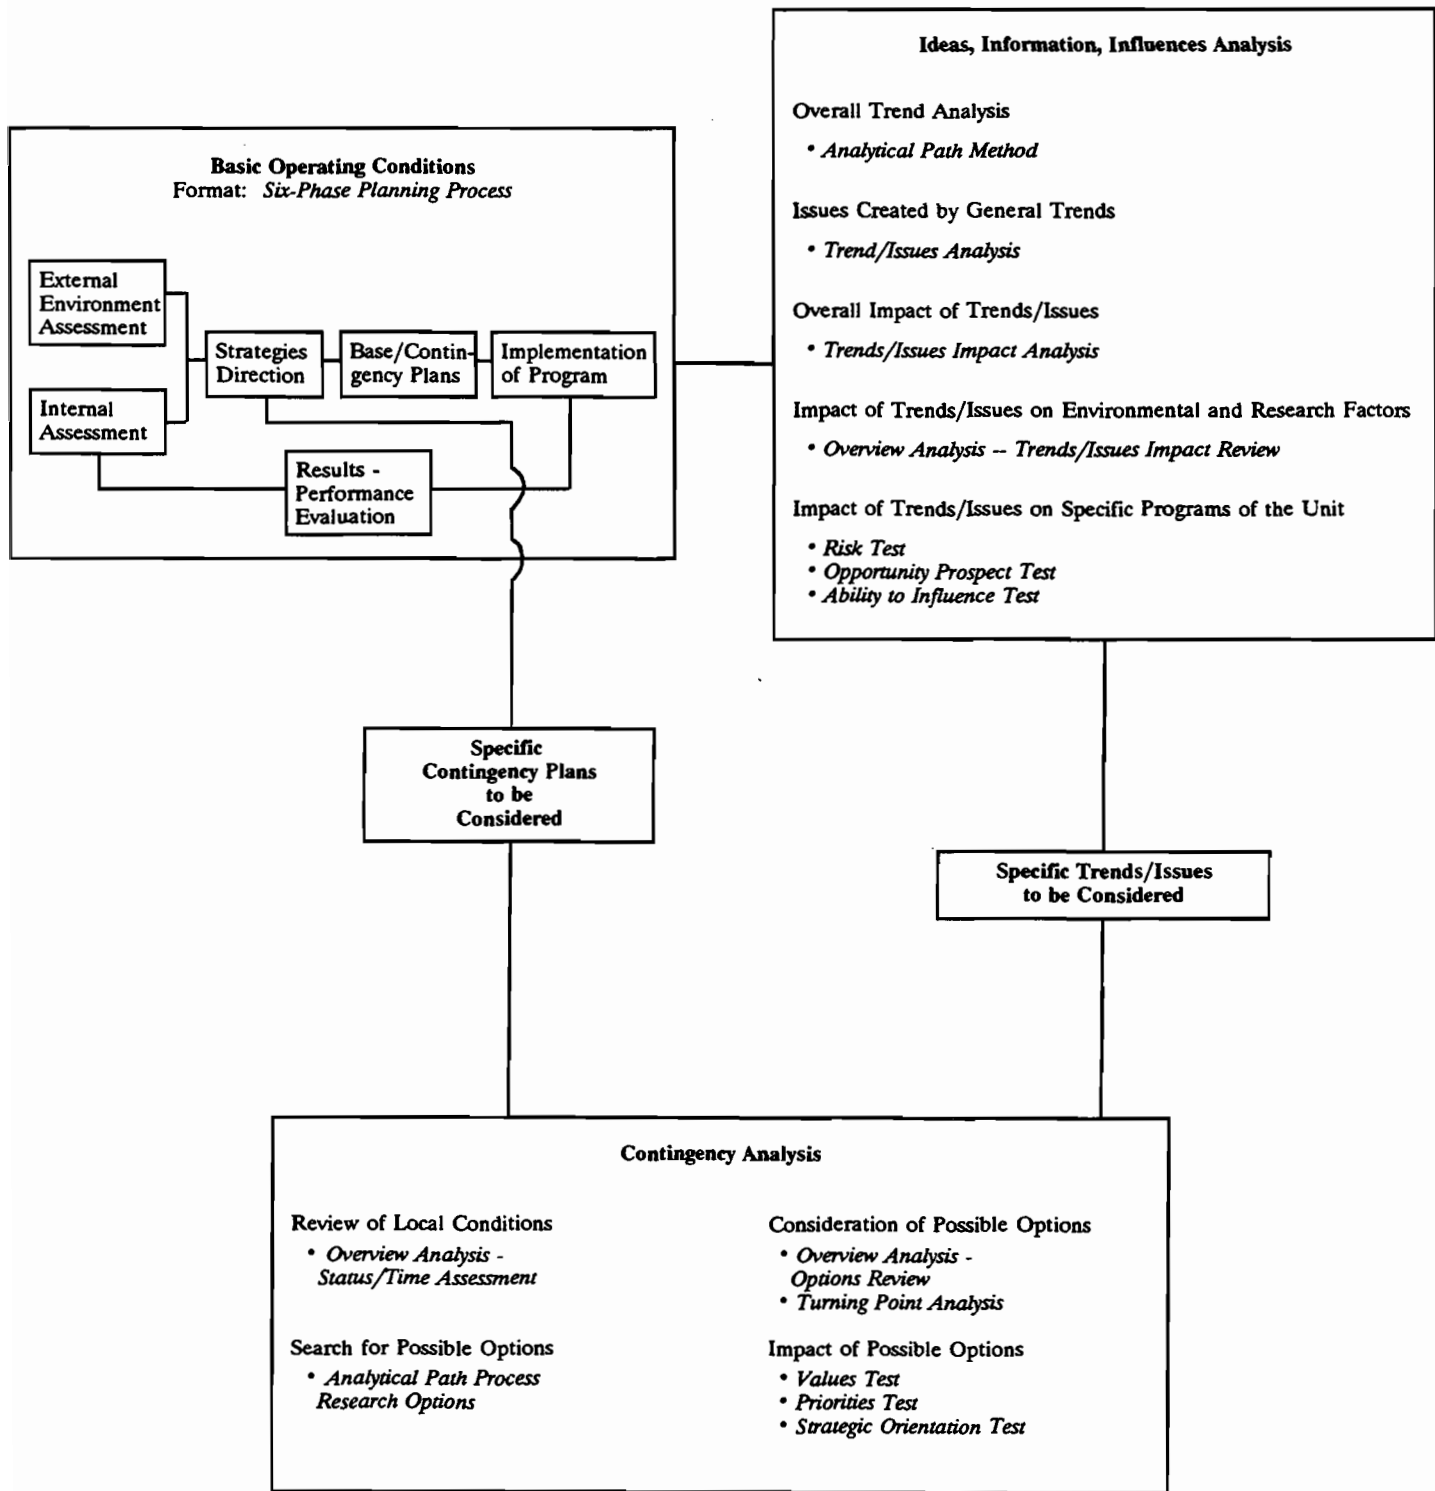 Basic Operating Conditions
Format: Six-Phase Planning Process
External
Environment
Assessment
Internal
Assessment
Strategies
Direction
Base/Contin-
gency Plans
Implementation
of Program
Results -
Performance
Evaluation
Ideas, Information, Influences Analysis
Overall Trend Analysis
• Analytical Path Method
Issues Created by General Trends
• Trend/Issues Analysis
Overall Impact of Trends/Issues
• Trends/Issues Impact Analysis
Impact of Trends/Issues on Environmental and Research Factors
• Overview Analysis -- Trends/Issues Impact Review
Impact of Trends/Issues on Specific Programs of the Unit
• Risk Test
• Opportunity Prospect Test
• Ability to Influence Test
Specific
Contingency Plans
to be
Considered
Specific Trends/Issues
to be Considered
Contingency Analysis
Review of Local Conditions
• Overview Analysis -
Status/Time Assessment
Search for Possible Options
• Analytical Path Process
Research Options
Consideration of Possible Options
• Overview Analysis -
Options Review
• Turning Point Analysis
Impact of Possible Options
• Values Test
• Priorities Test
• Strategic Orientation Test